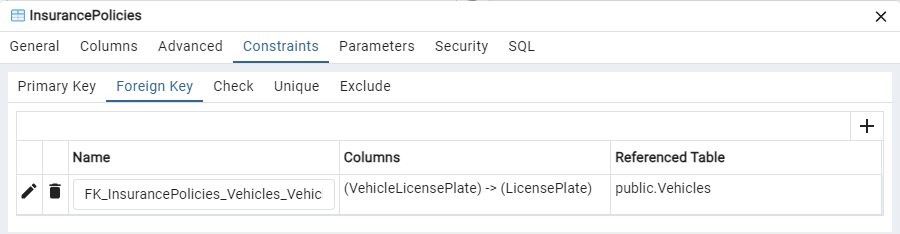 InsurancePolicies
General Columns Advanced Constraints Parameters Security SQL
Primary Key Foreign Key Check Unique Exclude
Name Columns Referenced Table
FK_InsurancePolicies_Vehicles_Vehic (VehicleLicensePlate) -> (LicensePlate) public.Vehicles